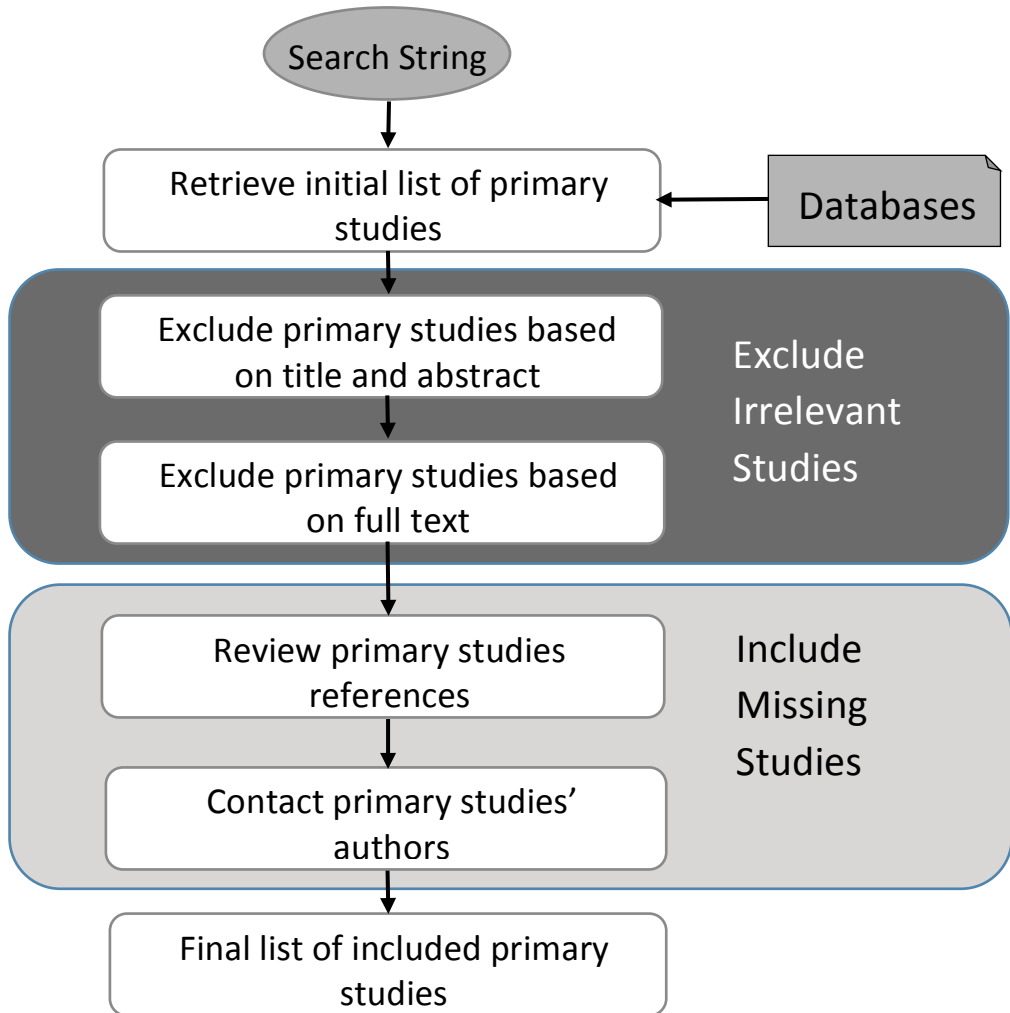 Search String
Retrieve initial list of primary
studies
Databases
Exclude primary studies based
on title and abstract
Exclude primary studies based
on full text
Exclude
Irrelevant
Studies
Review primary studies
references
Contact primary studies’
authors
Include
Missing
Studies
Final list of included primary
studies